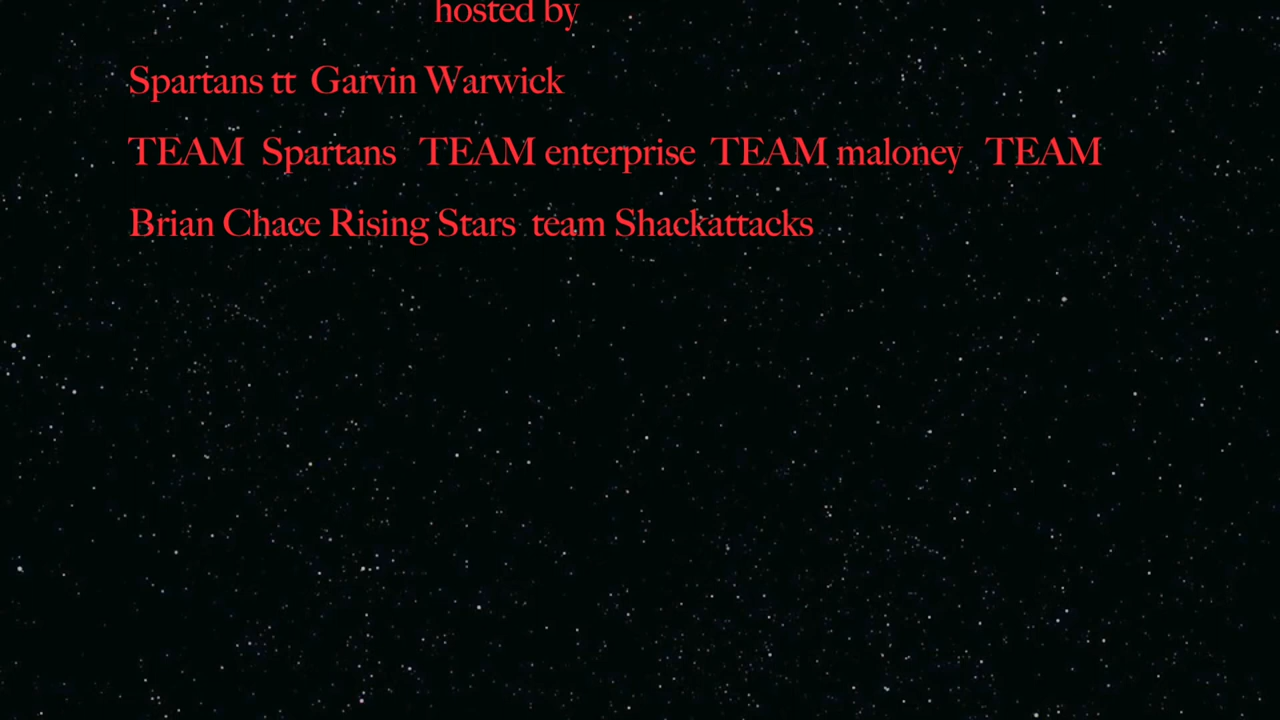 hosted by
Spartans tt Garvin Warwick
TEAM Spartans TEAM enterprise TEAM maloney TEAM
Brian Chace Rising Stars team Shackattacks